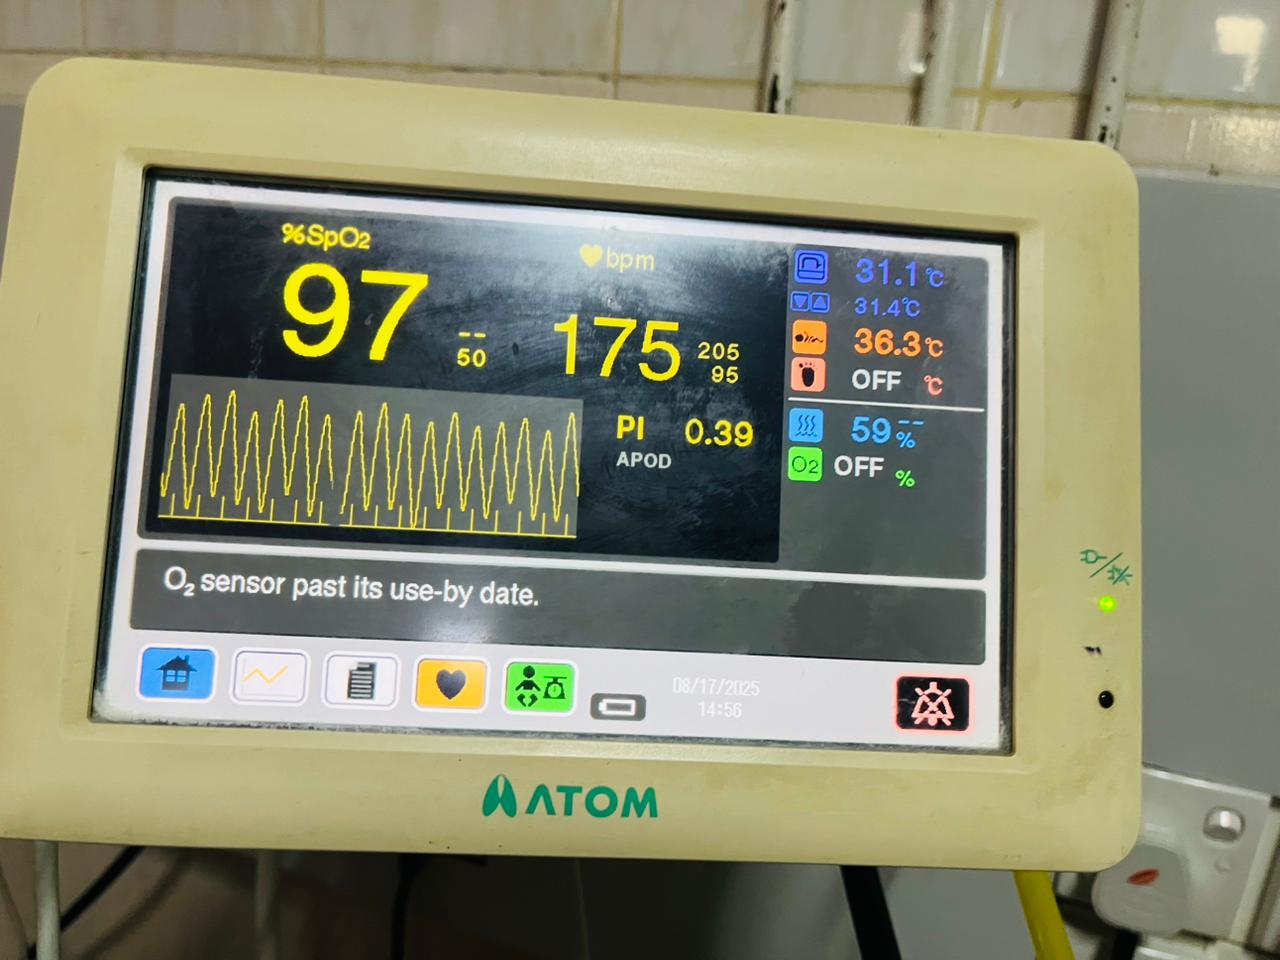 %SpO₂
97
--
50
bpm
175
205
95
PI 0.39
APOD
31.1 °C
31.4°C
36.3 °C
OFF °C
59 -- %
O2 OFF %
O₂ sensor past its use-by date.
08/17/2025
14:56
ATOM